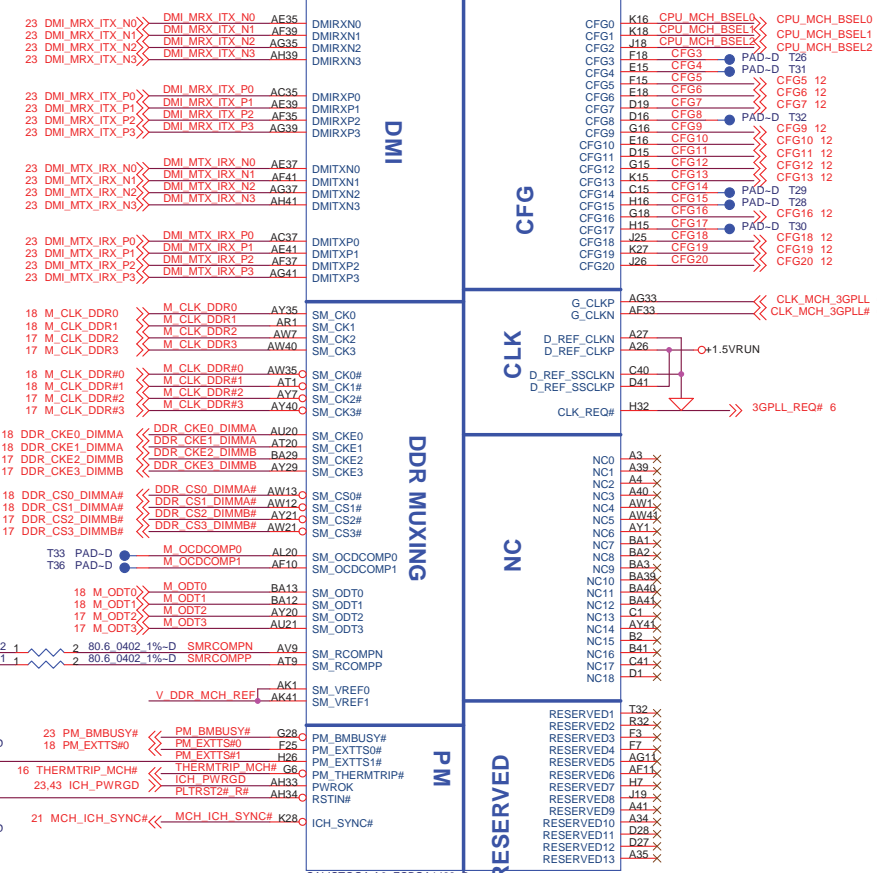 23 DMI_MRX_ITX_N0 DMI_MRX_ITX_N0 AE35 DMIRXN0
23 DMI_MRX_ITX_N1 DMI_MRX_ITX_N1 AF39 DMIRXN1
23 DMI_MRX_ITX_N2 DMI_MRX_ITX_N2 AG35 DMIRXN2
23 DMI_MRX_ITX_N3 DMI_MRX_ITX_N3 AH39 DMIRXN3
23 DMI_MRX_ITX_P0 DMI_MRX_ITX_P0 AC35 DMIRXP0
23 DMI_MRX_ITX_P1 DMI_MRX_ITX_P1 AE39 DMIRXP1
23 DMI_MRX_ITX_P2 DMI_MRX_ITX_P2 AF35 DMIRXP2
23 DMI_MRX_ITX_P3 DMI_MRX_ITX_P3 AG39 DMIRXP3
23 DMI_MTX_IRX_N0 DMI_MTX_IRX_N0 AE37 DMITXN0
23 DMI_MTX_IRX_N1 DMI_MTX_IRX_N1 AF41 DMITXN1
23 DMI_MTX_IRX_N2 DMI_MTX_IRX_N2 AG37 DMITXN2
23 DMI_MTX_IRX_N3 DMI_MTX_IRX_N3 AH41 DMITXN3
23 DMI_MTX_IRX_P0 DMI_MTX_IRX_P0 AC37 DMITXP0
23 DMI_MTX_IRX_P1 DMI_MTX_IRX_P1 AE41 DMITXP1
23 DMI_MTX_IRX_P2 DMI_MTX_IRX_P2 AF37 DMITXP2
23 DMI_MTX_IRX_P3 DMI_MTX_IRX_P3 AG41 DMITXP3
DMI
18 M_CLK_DDR0 M_CLK_DDR0 AY35 SM_CK0
18 M_CLK_DDR1 M_CLK_DDR1 AR1 SM_CK1
17 M_CLK_DDR2 M_CLK_DDR2 AW7 SM_CK2
17 M_CLK_DDR3 M_CLK_DDR3 AW40 SM_CK3
18 M_CLK_DDR#0 M_CLK_DDR#0 AW35 SM_CK0#
18 M_CLK_DDR#1 M_CLK_DDR#1 AT1 SM_CK1#
17 M_CLK_DDR#2 M_CLK_DDR#2 AY7 SM_CK2#
17 M_CLK_DDR#3 M_CLK_DDR#3 AY40 SM_CK3#
18 DDR_CKE0_DIMMA DDR_CKE0_DIMMA AU20 SM_CKE0
18 DDR_CKE1_DIMMA DDR_CKE1_DIMMA AT20 SM_CKE1
17 DDR_CKE2_DIMMB DDR_CKE2_DIMMB BA29 SM_CKE2
17 DDR_CKE3_DIMMB DDR_CKE3_DIMMB AY29 SM_CKE3
18 DDR_CS0_DIMMA# DDR_CS0_DIMMA# AW13 SM_CS0#
18 DDR_CS1_DIMMA# DDR_CS1_DIMMA# AW12 SM_CS1#
17 DDR_CS2_DIMMB# DDR_CS2_DIMMB# AY21 SM_CS2#
17 DDR_CS3_DIMMB# DDR_CS3_DIMMB# AW21 SM_CS3#
T33 PAD~D M_OCDCOMP0 AL20 SM_OCDCOMP0
T36 PAD~D M_OCDCOMP1 AF10 SM_OCDCOMP1
18 M_ODT0 M_ODT0 BA13 SM_ODT0
18 M_ODT1 M_ODT1 BA12 SM_ODT1
17 M_ODT2 M_ODT2 AY20 SM_ODT2
17 M_ODT3 M_ODT3 AU21 SM_ODT3
2 1 2 80.6_0402_1%~D SMRCOMPN AV9 SM_RCOMPN
1 1 2 80.6_0402_1%~D SMRCOMPP AT9 SM_RCOMPP
AK1 SM_VREF0
V_DDR_MCH_REF AK41 SM_VREF1
DDR MUXING
23 PM_BMBUSY# PM_BMBUSY# G28 PM_BMBUSY#
18 PM_EXTTS#0 PM_EXTTS#0 F25 PM_EXTTS0#
PM_EXTTS#1 H26 PM_EXTTS1#
16 THERMTRIP_MCH# THERMTRIP_MCH# G6 PM_THERMTRIP#
23,43 ICH_PWRGD ICH_PWRGD AH33 PWROK
PLTRST2#_R# AH34 RSTIN#
21 MCH_ICH_SYNC# MCH_ICH_SYNC# K28 ICH_SYNC#
PM
CFG0 K16 CPU_MCH_BSEL0 CPU_MCH_BSEL0
CFG1 K18 CPU_MCH_BSEL1 CPU_MCH_BSEL1
CFG2 J18 CPU_MCH_BSEL2 CPU_MCH_BSEL2
CFG3 F18 CFG3 PAD~D T26
CFG4 E15 CFG4 PAD~D T31
CFG5 F15 CFG5 CFG5 12
CFG6 E18 CFG6 CFG6 12
CFG7 D19 CFG7 CFG7 12
CFG8 D16 CFG8 PAD~D T32
CFG9 G16 CFG9 CFG9 12
CFG10 E16 CFG10 CFG10 12
CFG11 D15 CFG11 CFG11 12
CFG12 G15 CFG12 CFG12 12
CFG13 K15 CFG13 CFG13 12
CFG14 C15 CFG14 PAD~D T29
CFG15 H16 CFG15 PAD~D T28
CFG16 G18 CFG16 CFG16 12
CFG17 H15 CFG17 PAD~D T30
CFG18 J25 CFG18 CFG18 12
CFG19 K27 CFG19 CFG19 12
CFG20 J26 CFG20 CFG20 12
CFG
G_CLKP AG33 CLK_MCH_3GPLL
G_CLKN AF33 CLK_MCH_3GPLL#
D_REF_CLKN A27
D_REF_CLKP A26 +1.5VRUN
D_REF_SSCLKN C40
D_REF_SSCLKP D41
CLK_REQ# H32 3GPLL_REQ# 6
CLK
NC0 A3
NC1 A39
NC2 A4
NC3 A40
NC4 AW1
NC5 AW41
NC6 AY1
NC7 BA1
NC8 BA2
NC9 BA3
NC10 BA39
NC11 BA40
NC12 BA41
NC13 C1
NC14 AY41
NC15 B2
NC16 B41
NC17 C41
NC18 D1
NC
RESERVED1 T32
RESERVED2 R32
RESERVED3 F3
RESERVED4 F7
RESERVED5 AG11
RESERVED6 AF11
RESERVED7 H7
RESERVED8 J19
RESERVED9 A41
RESERVED10 A34
RESERVED11 D28
RESERVED12 D27
RESERVED13 A35
RESERVED